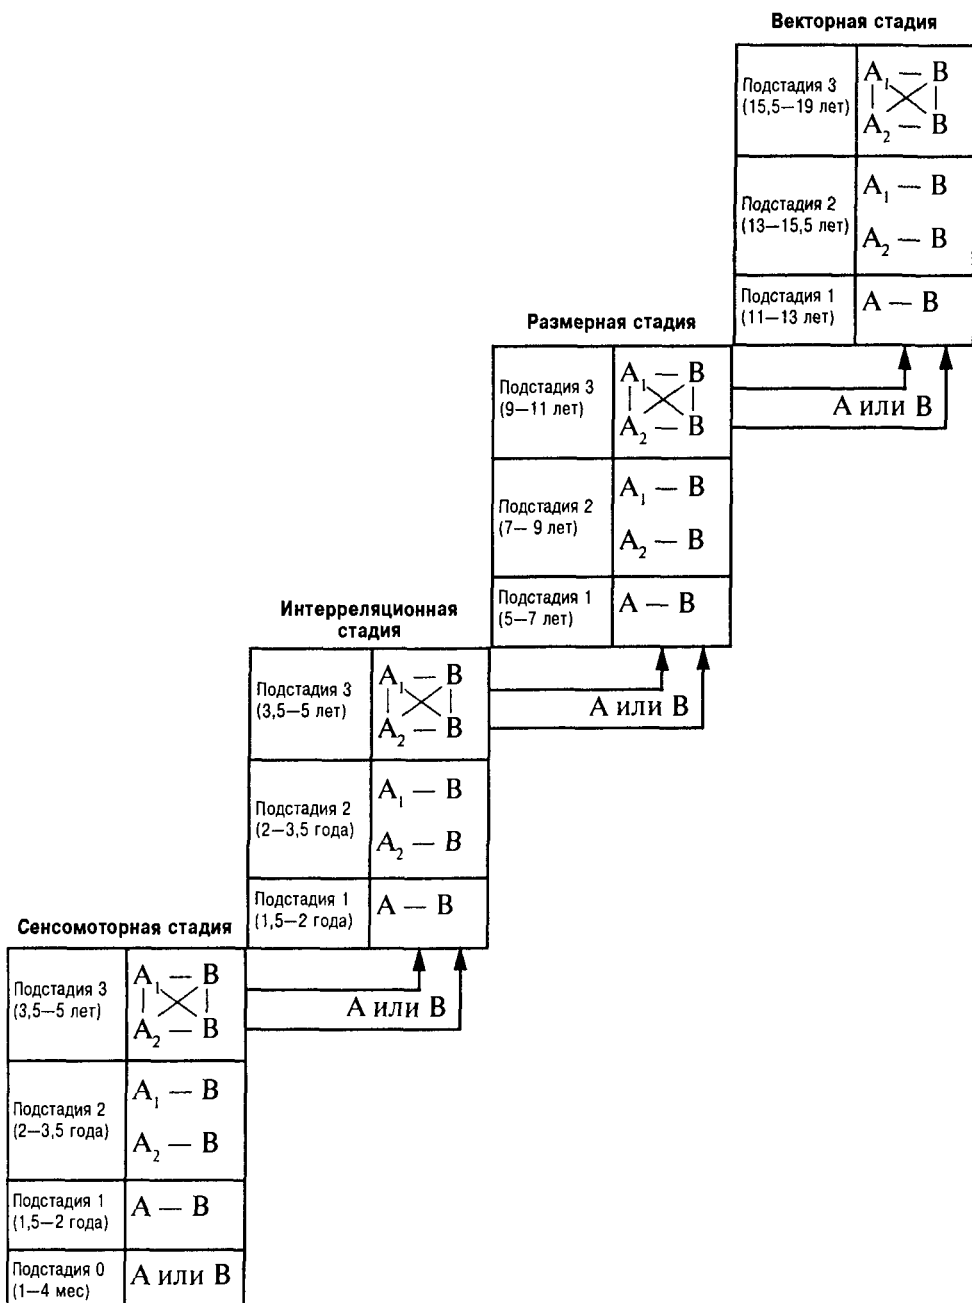 Векторная стадия
Подстадия 3
(15,5—19 лет)
A₁ — B
A₂ — B
Подстадия 2
(13—15,5 лет)
A₁ — B
A₂ — B
Подстадия 1
(11—13 лет)
A — B
A или B
Размерная стадия
Подстадия 3
(9—11 лет)
A₁ — B
A₂ — B
Подстадия 2
(7— 9 лет)
A₁ — B
A₂ — B
Подстадия 1
(5—7 лет)
A — B
A или B
Интерреляционная
стадия
Подстадия 3
(3,5—5 лет)
A₁ — B
A₂ — B
Подстадия 2
(2—3,5 года)
A₁ — B
A₂ — B
Подстадия 1
(1,5—2 года)
A — B
A или B
Сенсомоторная стадия
Подстадия 3
(3,5—5 лет)
A₁ — B
A₂ — B
Подстадия 2
(2—3,5 года)
A₁ — B
A₂ — B
Подстадия 1
(1,5—2 года)
A — B
Подстадия 0
(1—4 мес)
A или B